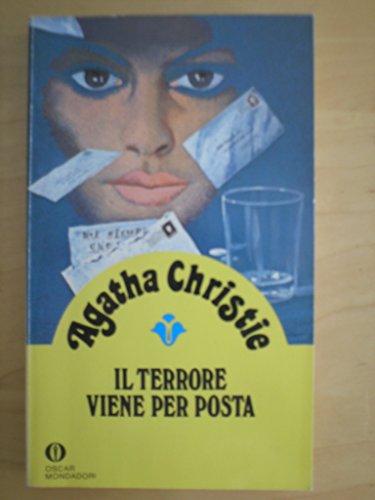 Agatha Christie
IL TERRORE
VIENE PER POSTA
OSCAR
MONDADORI